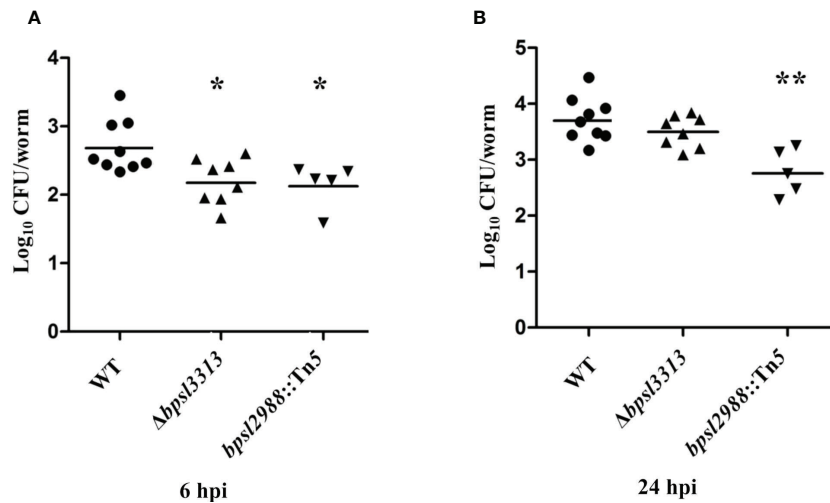 A
Log10 CFU/worm
4
3
2
1
0
* *
WT
Δbpsl3313
bpsl2988::Tn5
6 hpi
B
Log10 CFU/worm
5
4
3
2
1
0
**
WT
Δbpsl3313
bpsl2988::Tn5
24 hpi